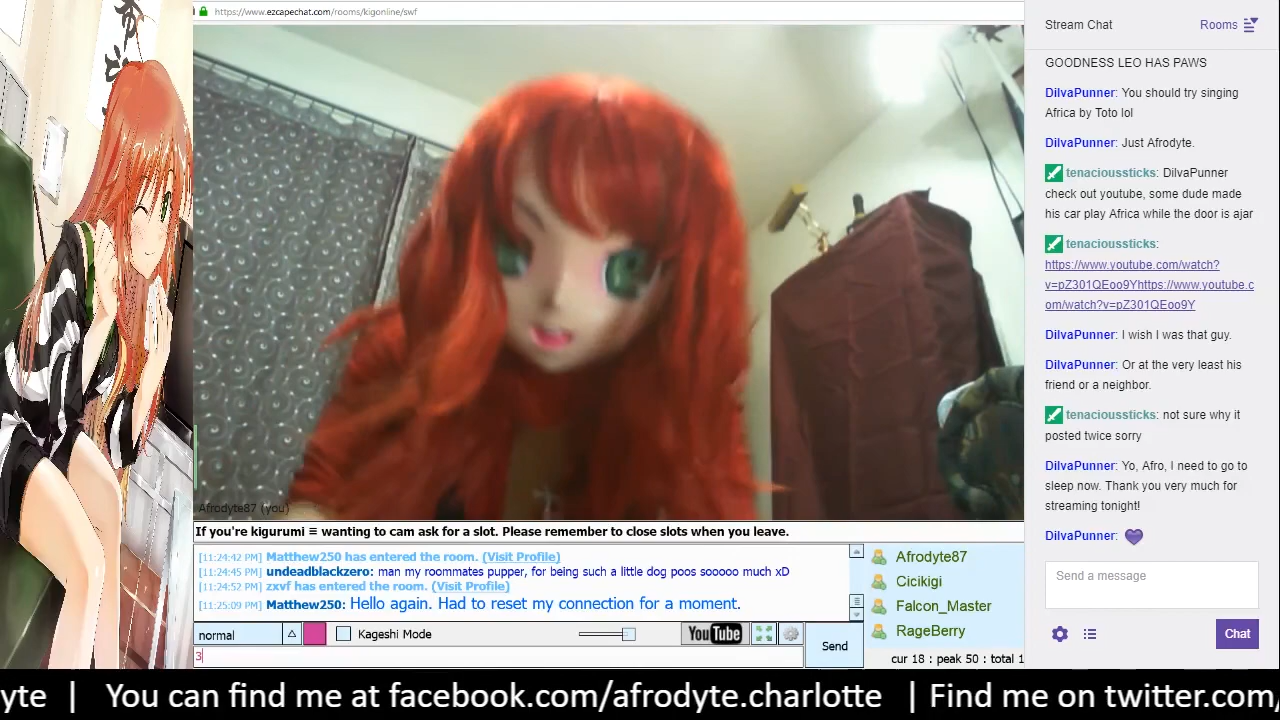 https://www.ezcapechat.com/rooms/kigonline/swf
Afrodyte87 (you)
If you're kigurumi ≡ wanting to cam ask for a slot. Please remember to close slots when you leave.
[11:24:42 PM] Matthew250 has entered the room. (Visit Profile)
[11:24:45 PM] undeadblackzero: man my roommates pupper, for being such a little dog poos sooooo much xD
[11:24:52 PM] zxvf has entered the room. (Visit Profile)
[11:25:09 PM] Matthew250: Hello again. Had to reset my connection for a moment.
normal
Kageshi Mode
YouTube
Send
3
Afrodyte87
Cicikigi
Falcon_Master
RageBerry
cur 18 : peak 50 : total 1
Stream Chat
Rooms
GOODNESS LEO HAS PAWS
DilvaPunner: You should try singing
Africa by Toto lol
DilvaPunner: Just Afrodyte.
tenacioussticks: DilvaPunner
check out youtube, some dude made
his car play Africa while the door is ajar
tenacioussticks:
https://www.youtube.com/watch?
v=pZ301QEoo9Yhttps://www.youtube.c
om/watch?v=pZ301QEoo9Y
DilvaPunner: I wish I was that guy.
DilvaPunner: Or at the very least his
friend or a neighbor.
tenacioussticks: not sure why it
posted twice sorry
DilvaPunner: Yo, Afro, I need to go to
sleep now. Thank you very much for
streaming tonight!
DilvaPunner: 💜
Send a message
Chat
yte | You can find me at facebook.com/afrodyte.charlotte | Find me on twitter.com/